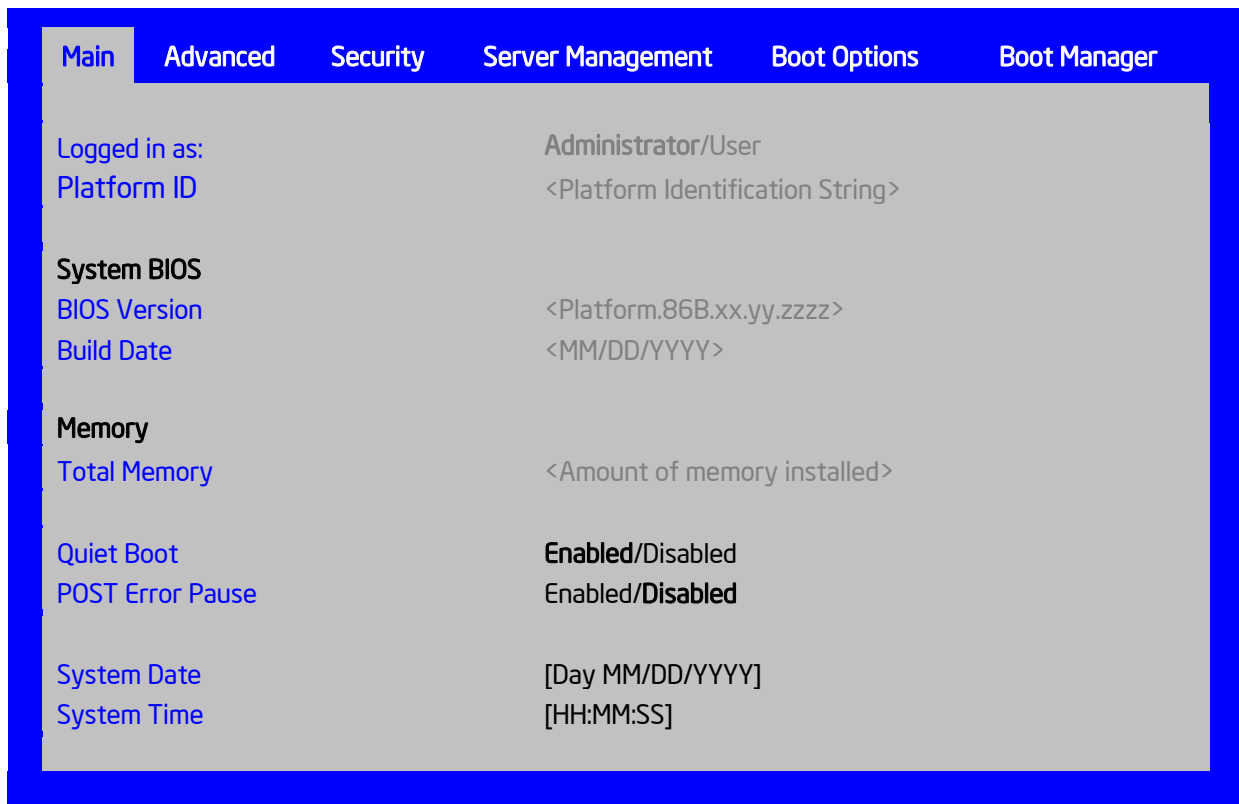 Main Advanced Security Server Management Boot Options Boot Manager
Logged in as: Administrator/User
Platform ID <Platform Identification String>
System BIOS
BIOS Version <Platform.86B.xx.yy.zzzz>
Build Date <MM/DD/YYYY>
Memory
Total Memory <Amount of memory installed>
Quiet Boot Enabled/Disabled
POST Error Pause Enabled/Disabled
System Date [Day MM/DD/YYYY]
System Time [HH:MM:SS]